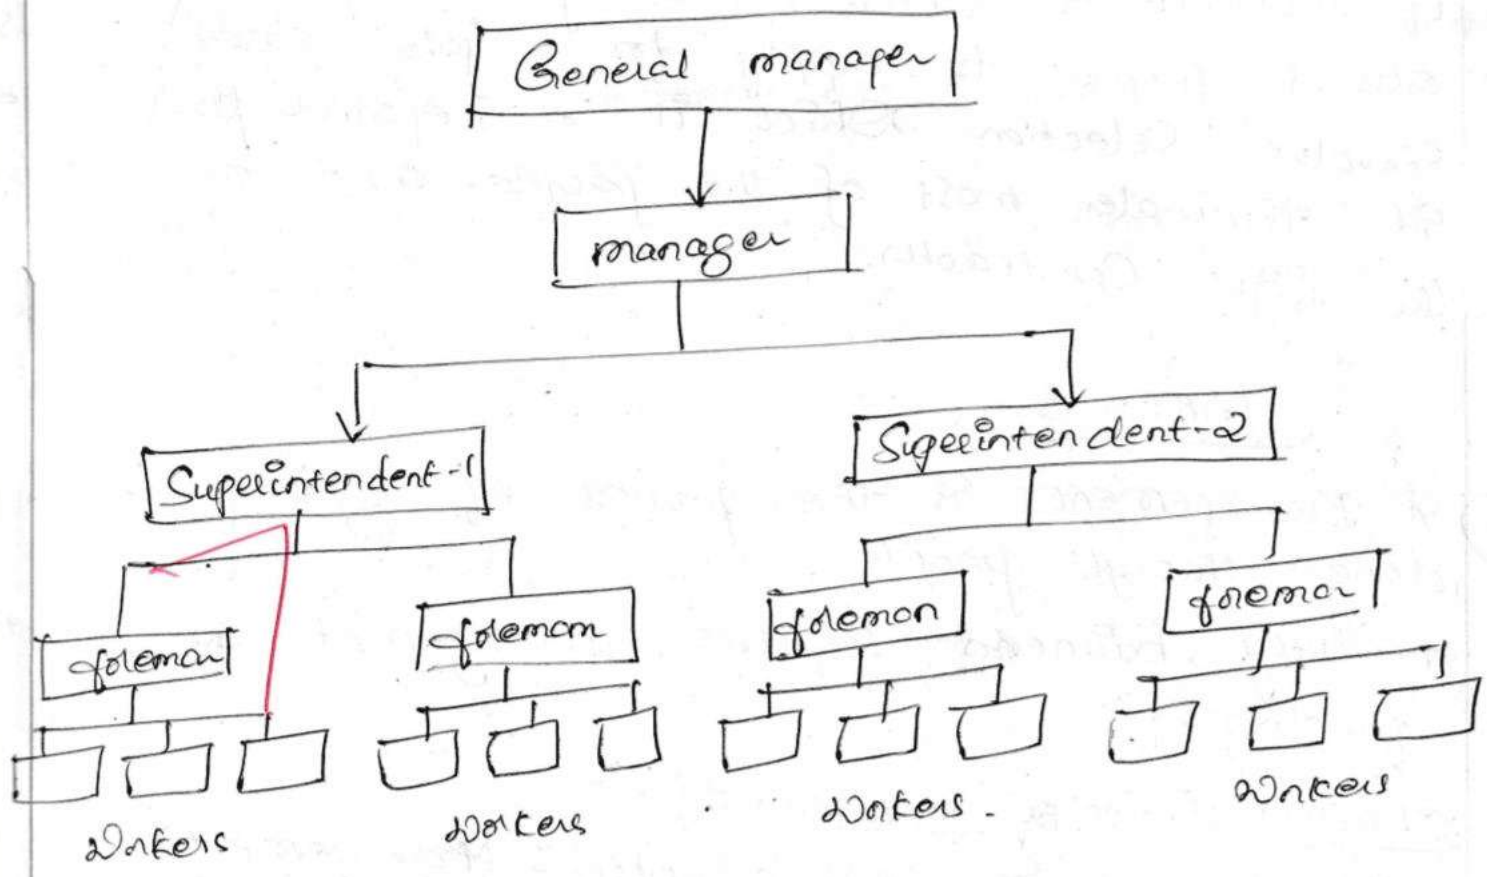 General manager
manager
Superintendent-1
Superintendent-2
foreman
foreman
foreman
foreman
workers
workers
workers.
workers